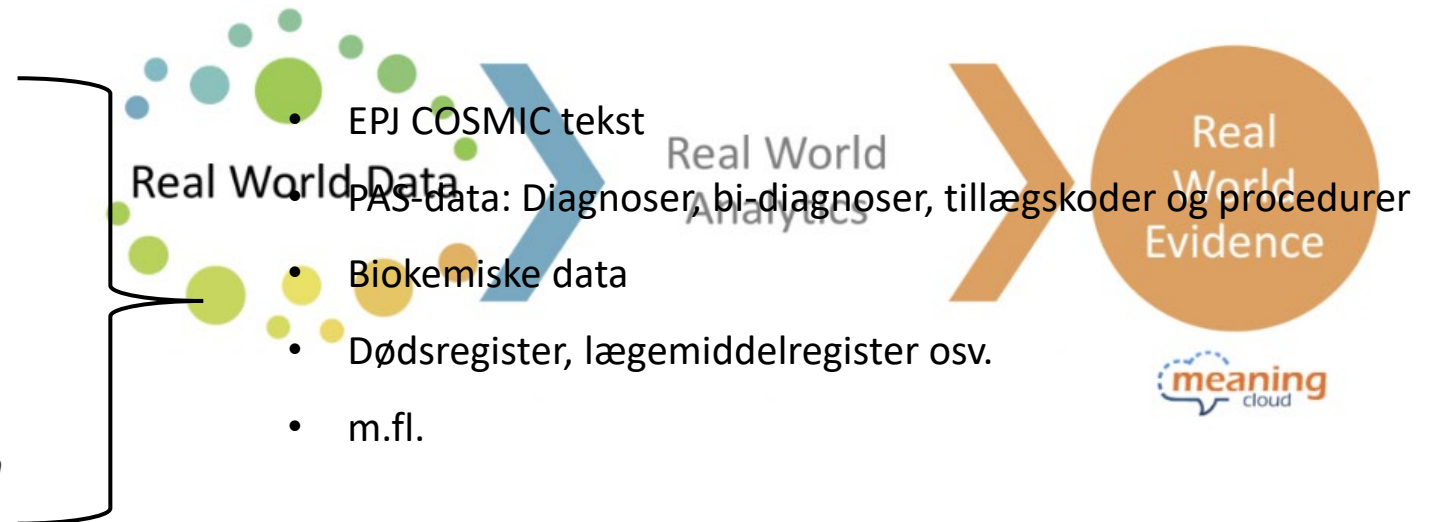 • EPJ COSMIC tekst
• PAS-data: Diagnoser, bi-diagnoser, tillægskoder og procedurer
• Biokemiske data
• Dødsregister, lægemiddelregister osv.
• m.fl.
Real World Data
Real World
Analytics
Real
World
Evidence
meaning
cloud